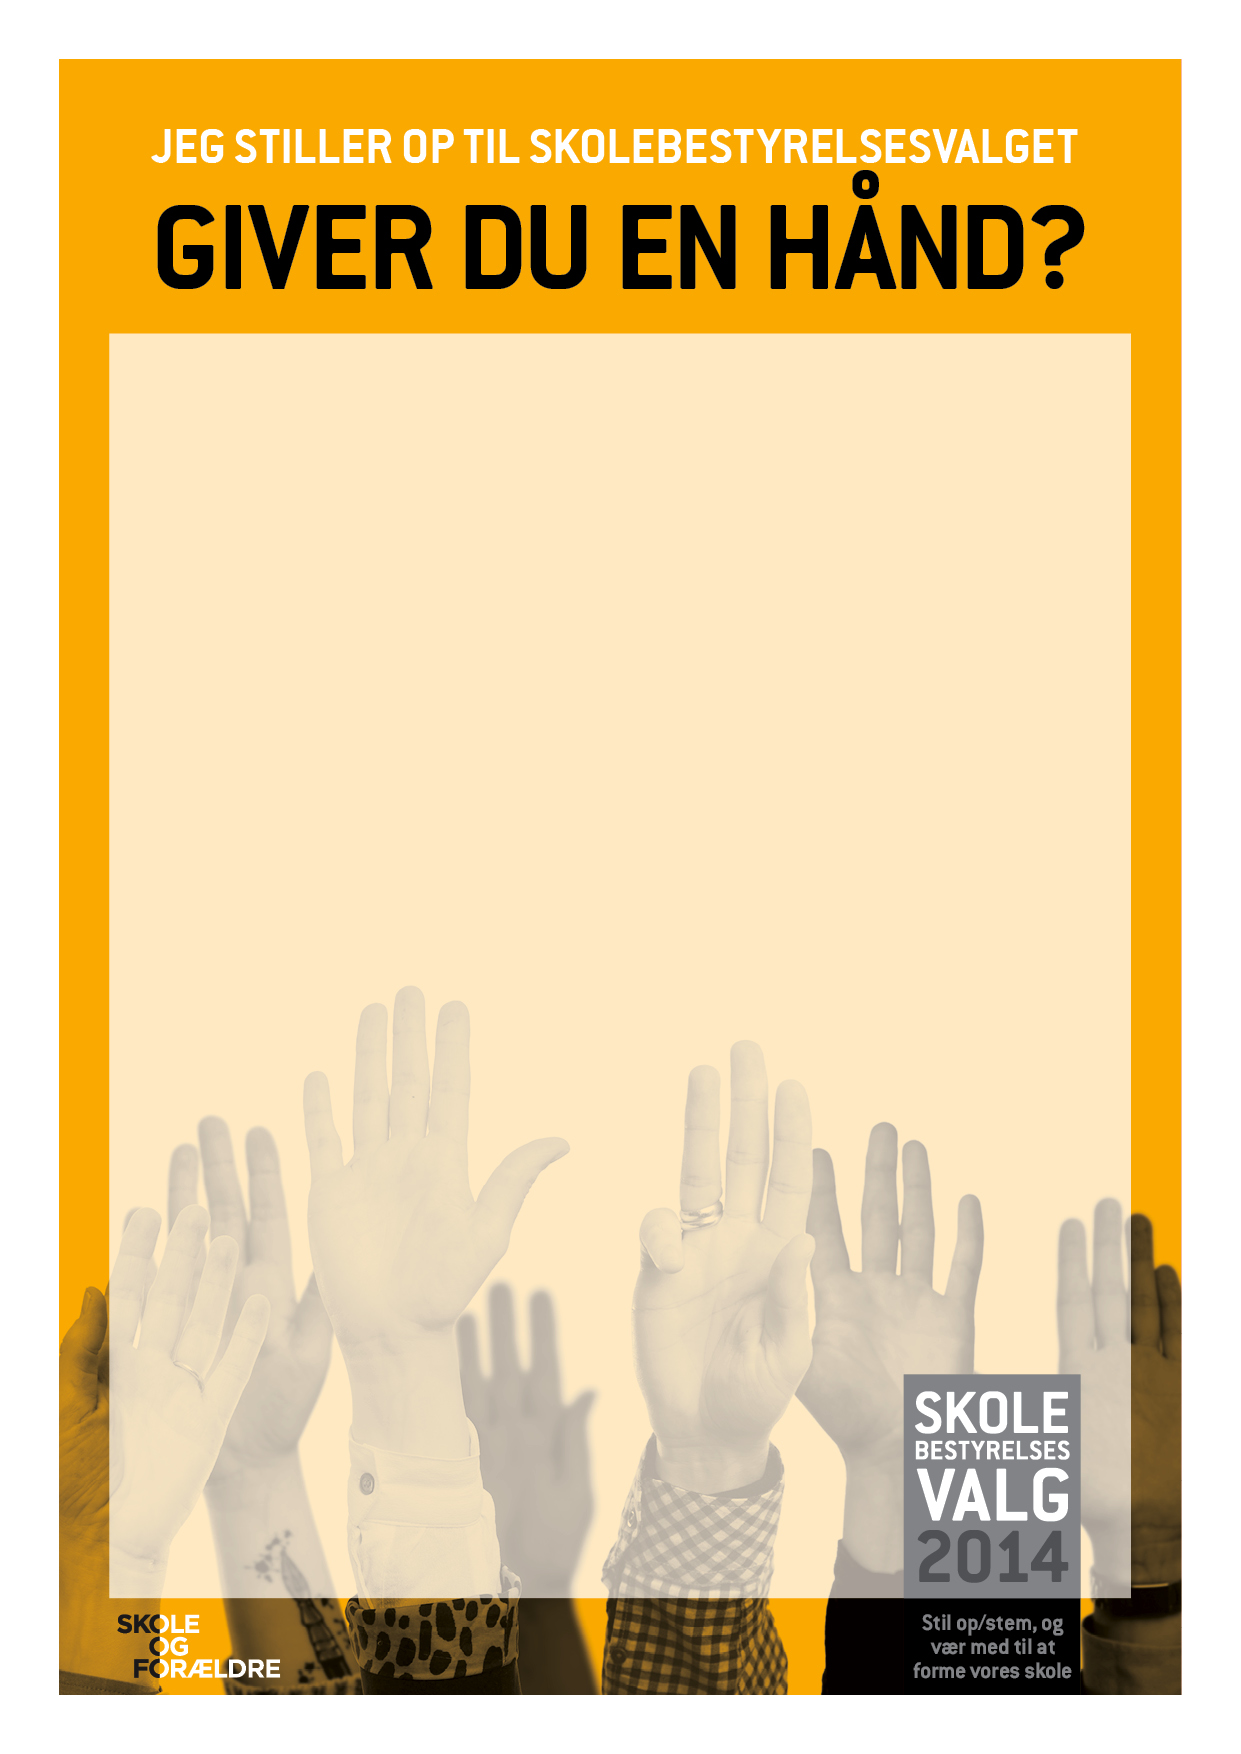 JEG STILLER OP TIL SKOLEBESTYRELSESVALGET
GIVER DU EN HÅND?
SKOLE
BESTYRELSES
VALG
2014
SKOLE
OG
FORÆLDRE
Stil op/stem, og
vær med til at
forme vores skole